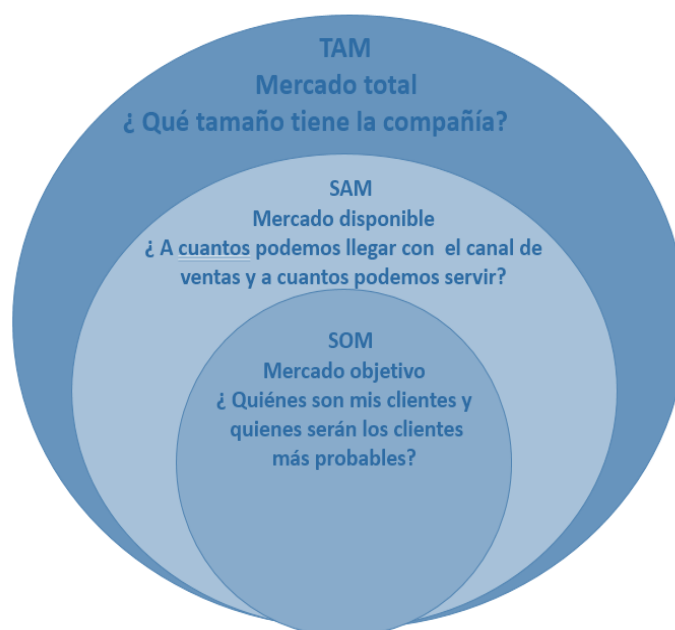 TAM
Mercado total
¿ Qué tamaño tiene la compañía?
SAM
Mercado disponible
¿ A cuantos podemos llegar con el canal de
ventas y a cuantos podemos servir?
SOM
Mercado objetivo
¿ Quiénes son mis clientes y
quienes serán los clientes
más probables?